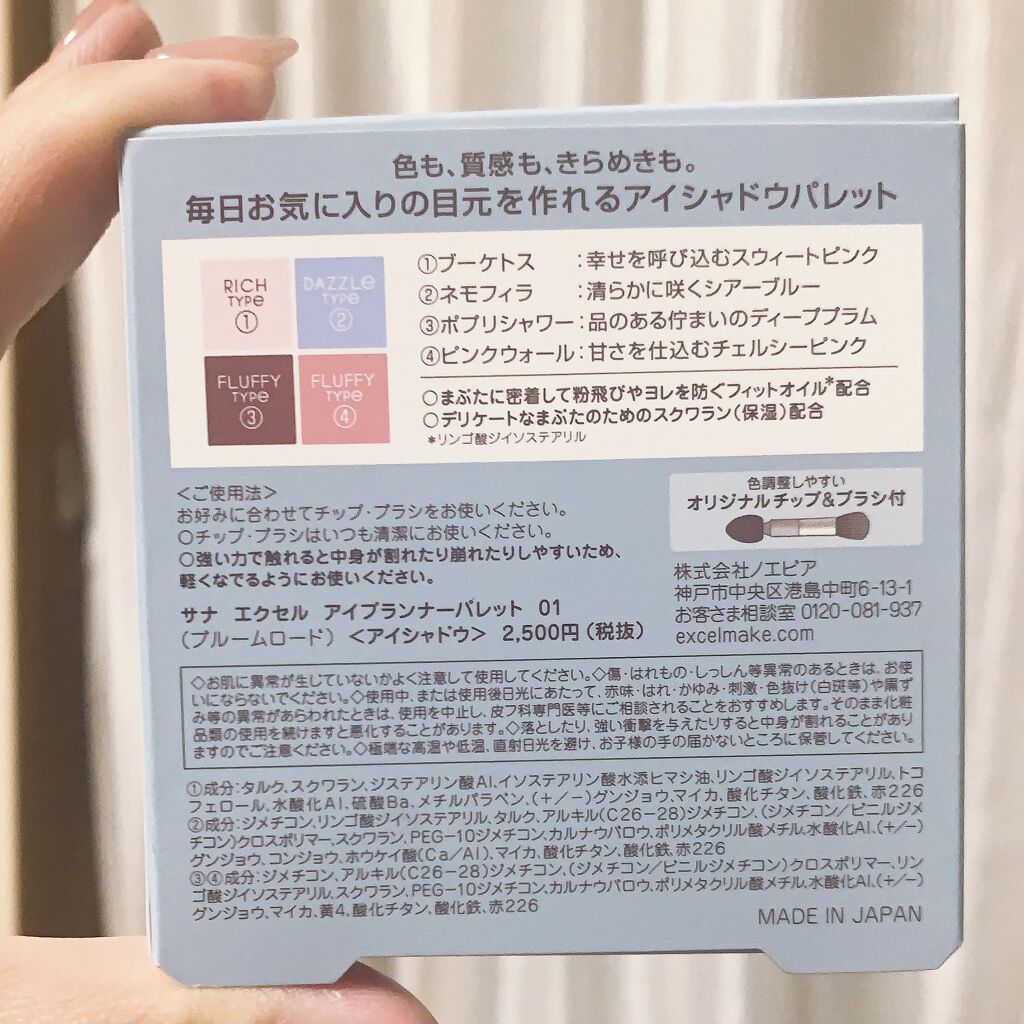 色も、質感も、きらめきも。
毎日お気に入りの目元を作れるアイシャドウパレット
RICH
TYPe
①
DAZZLe
TYPe
②
FLUFFY
TYPe
③
FLUFFY
TYPe
④
①ブーケトス　　：幸せを呼び込むスウィートピンク
②ネモフィラ　　：清らかに咲くシアーブルー
③ポプリシャワー：品のある佇まいのディーププラム
④ピンクウォール：甘さを仕込むチェルシーピンク
○まぶたに密着して粉飛びやヨレを防ぐフィットオイル*配合
○デリケートなまぶたのためのスクワラン（保湿）配合
*リンゴ酸ジイソステアリル
＜ご使用法＞
お好みに合わせてチップ・ブラシをお使いください。
○チップ・ブラシはいつも清潔にお使いください。
○強い力で触れると中身が割れたり崩れたりしやすいため、
軽くなでるようにお使いください。
サナ エクセル アイプランナーパレット 01
（ブルームロード）＜アイシャドウ＞ 2,500円（税抜）
色調整しやすい
オリジナルチップ&ブラシ付
株式会社ノエビア
神戸市中央区港島中町6-13-1
お客さま相談室 0120-081-937
excelmake.com
◇お肌に異常が生じていないかよく注意して使用してください。◇傷・はれもの・しっしん等異常のあるときは、お使
いにならないでください。◇使用中、または使用後日光にあたって、赤味・はれ・かゆみ・刺激・色抜け（白斑等）や黒ず
み等の異常があらわれたときは、使用を中止し、皮フ科専門医等にご相談されることをおすすめします。そのまま化粧
品類の使用を続けますと悪化することがあります。◇落としたり、強い衝撃を与えたりすると中身が割れることがあり
ますのでご注意ください。◇極端な高温や低温、直射日光を避け、お子様の手の届かないところに保管してください。
①成分：タルク、スクワラン、ジステアリン酸Al、イソステアリン酸水添ヒマシ油、リンゴ酸ジイソステアリル、トコ
フェロール、水酸化Al、硫酸Ba、メチルパラベン、(+/−)グンジョウ、マイカ、酸化チタン、酸化鉄、赤226
②成分：ジメチコン、リンゴ酸ジイソステアリル、タルク、アルキル(C26-28)ジメチコン、(ジメチコン/ビニルジメ
チコン)クロスポリマー、スクワラン、PEG-10ジメチコン、カルナウバロウ、ポリメタクリル酸メチル、水酸化Al、(+/−)
グンジョウ、コンジョウ、ホウケイ酸(Ca/Al)、マイカ、酸化チタン、酸化鉄、赤226
③④成分：ジメチコン、アルキル(C26-28)ジメチコン、(ジメチコン/ビニルジメチコン)クロスポリマー、リン
ゴ酸ジイソステアリル、スクワラン、PEG-10ジメチコン、カルナウバロウ、ポリメタクリル酸メチル、水酸化Al、(+/−)
グンジョウ、マイカ、黄4、酸化チタン、酸化鉄、赤226
MADE IN JAPAN